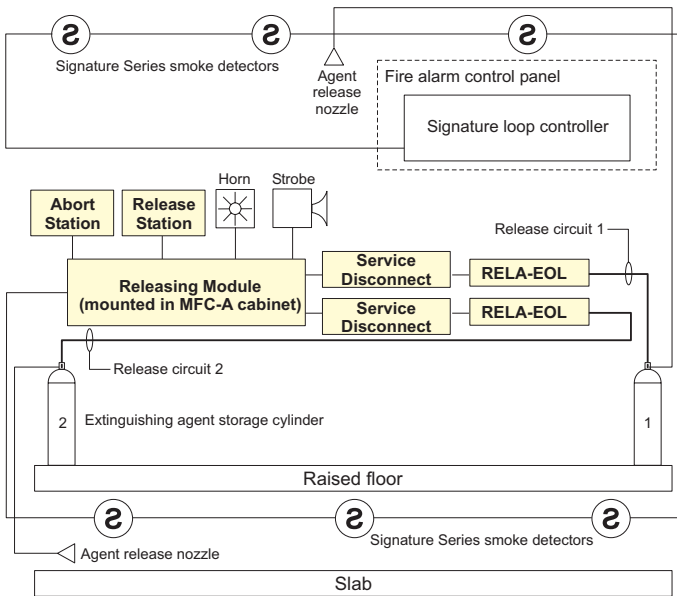 S S S
Signature Series smoke detectors
Agent
release
nozzle
Fire alarm control panel
Signature loop controller
Abort
Station
Release
Station
Horn
Strobe
Release circuit 1
Releasing Module
(mounted in MFC-A cabinet)
Service
Disconnect
RELA-EOL
Service
Disconnect
RELA-EOL
Release circuit 2
2
Extinguishing agent storage cylinder
1
Raised floor
S S S
Signature Series smoke detectors
Agent release nozzle
Slab